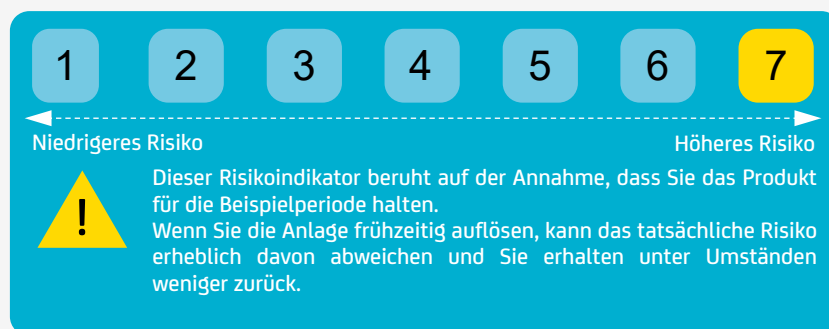 1 2 3 4 5 6 7
Niedrigeres Risiko Höheres Risiko
Dieser Risikoindikator beruht auf der Annahme, dass Sie das Produkt
für die Beispielperiode halten.
!
Wenn Sie die Anlage frühzeitig auflösen, kann das tatsächliche Risiko
erheblich davon abweichen und Sie erhalten unter Umständen
weniger zurück.